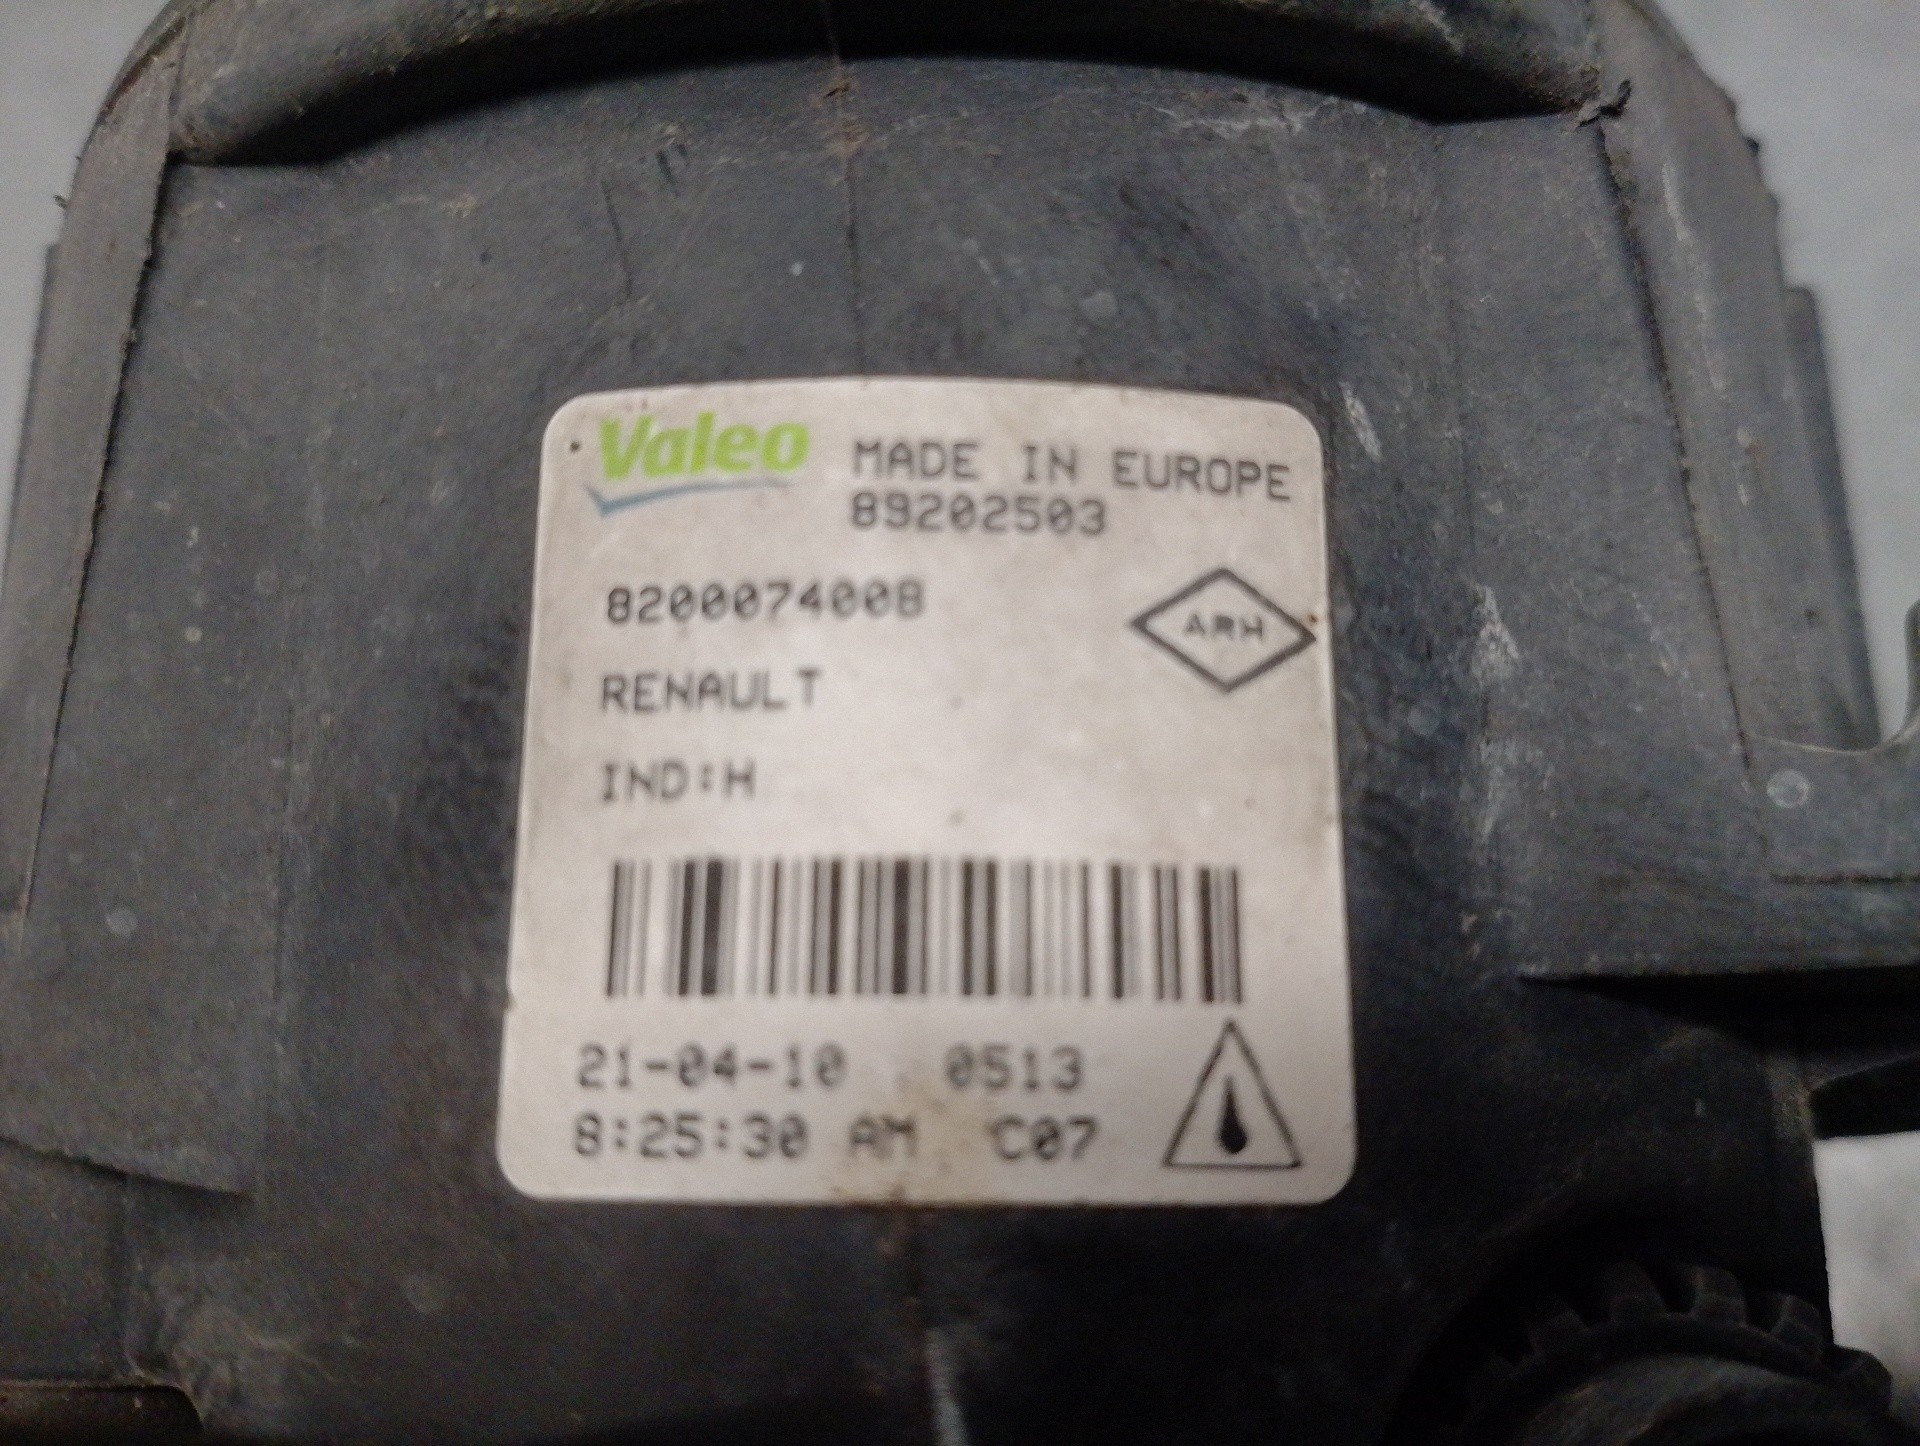 Valeo MADE IN EUROPE
89202503
8200074008
ARH
RENAULT
IND:H
21-04-10 0513
8:25:30 AM C07